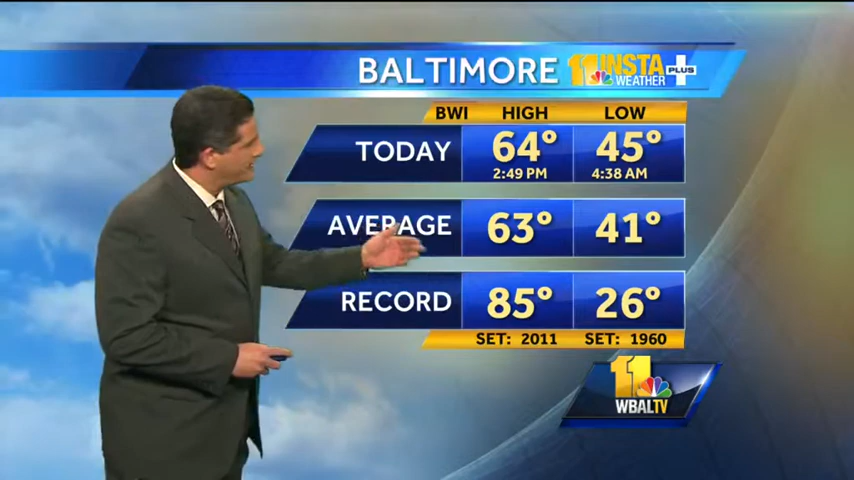 BALTIMORE 11 INSTA WEATHER PLUS
BWI HIGH LOW
TODAY 64° 45°
2:49 PM 4:38 AM
AVERAGE 63° 41°
RECORD 85° 26°
SET: 2011 SET: 1960
11
WBALTV